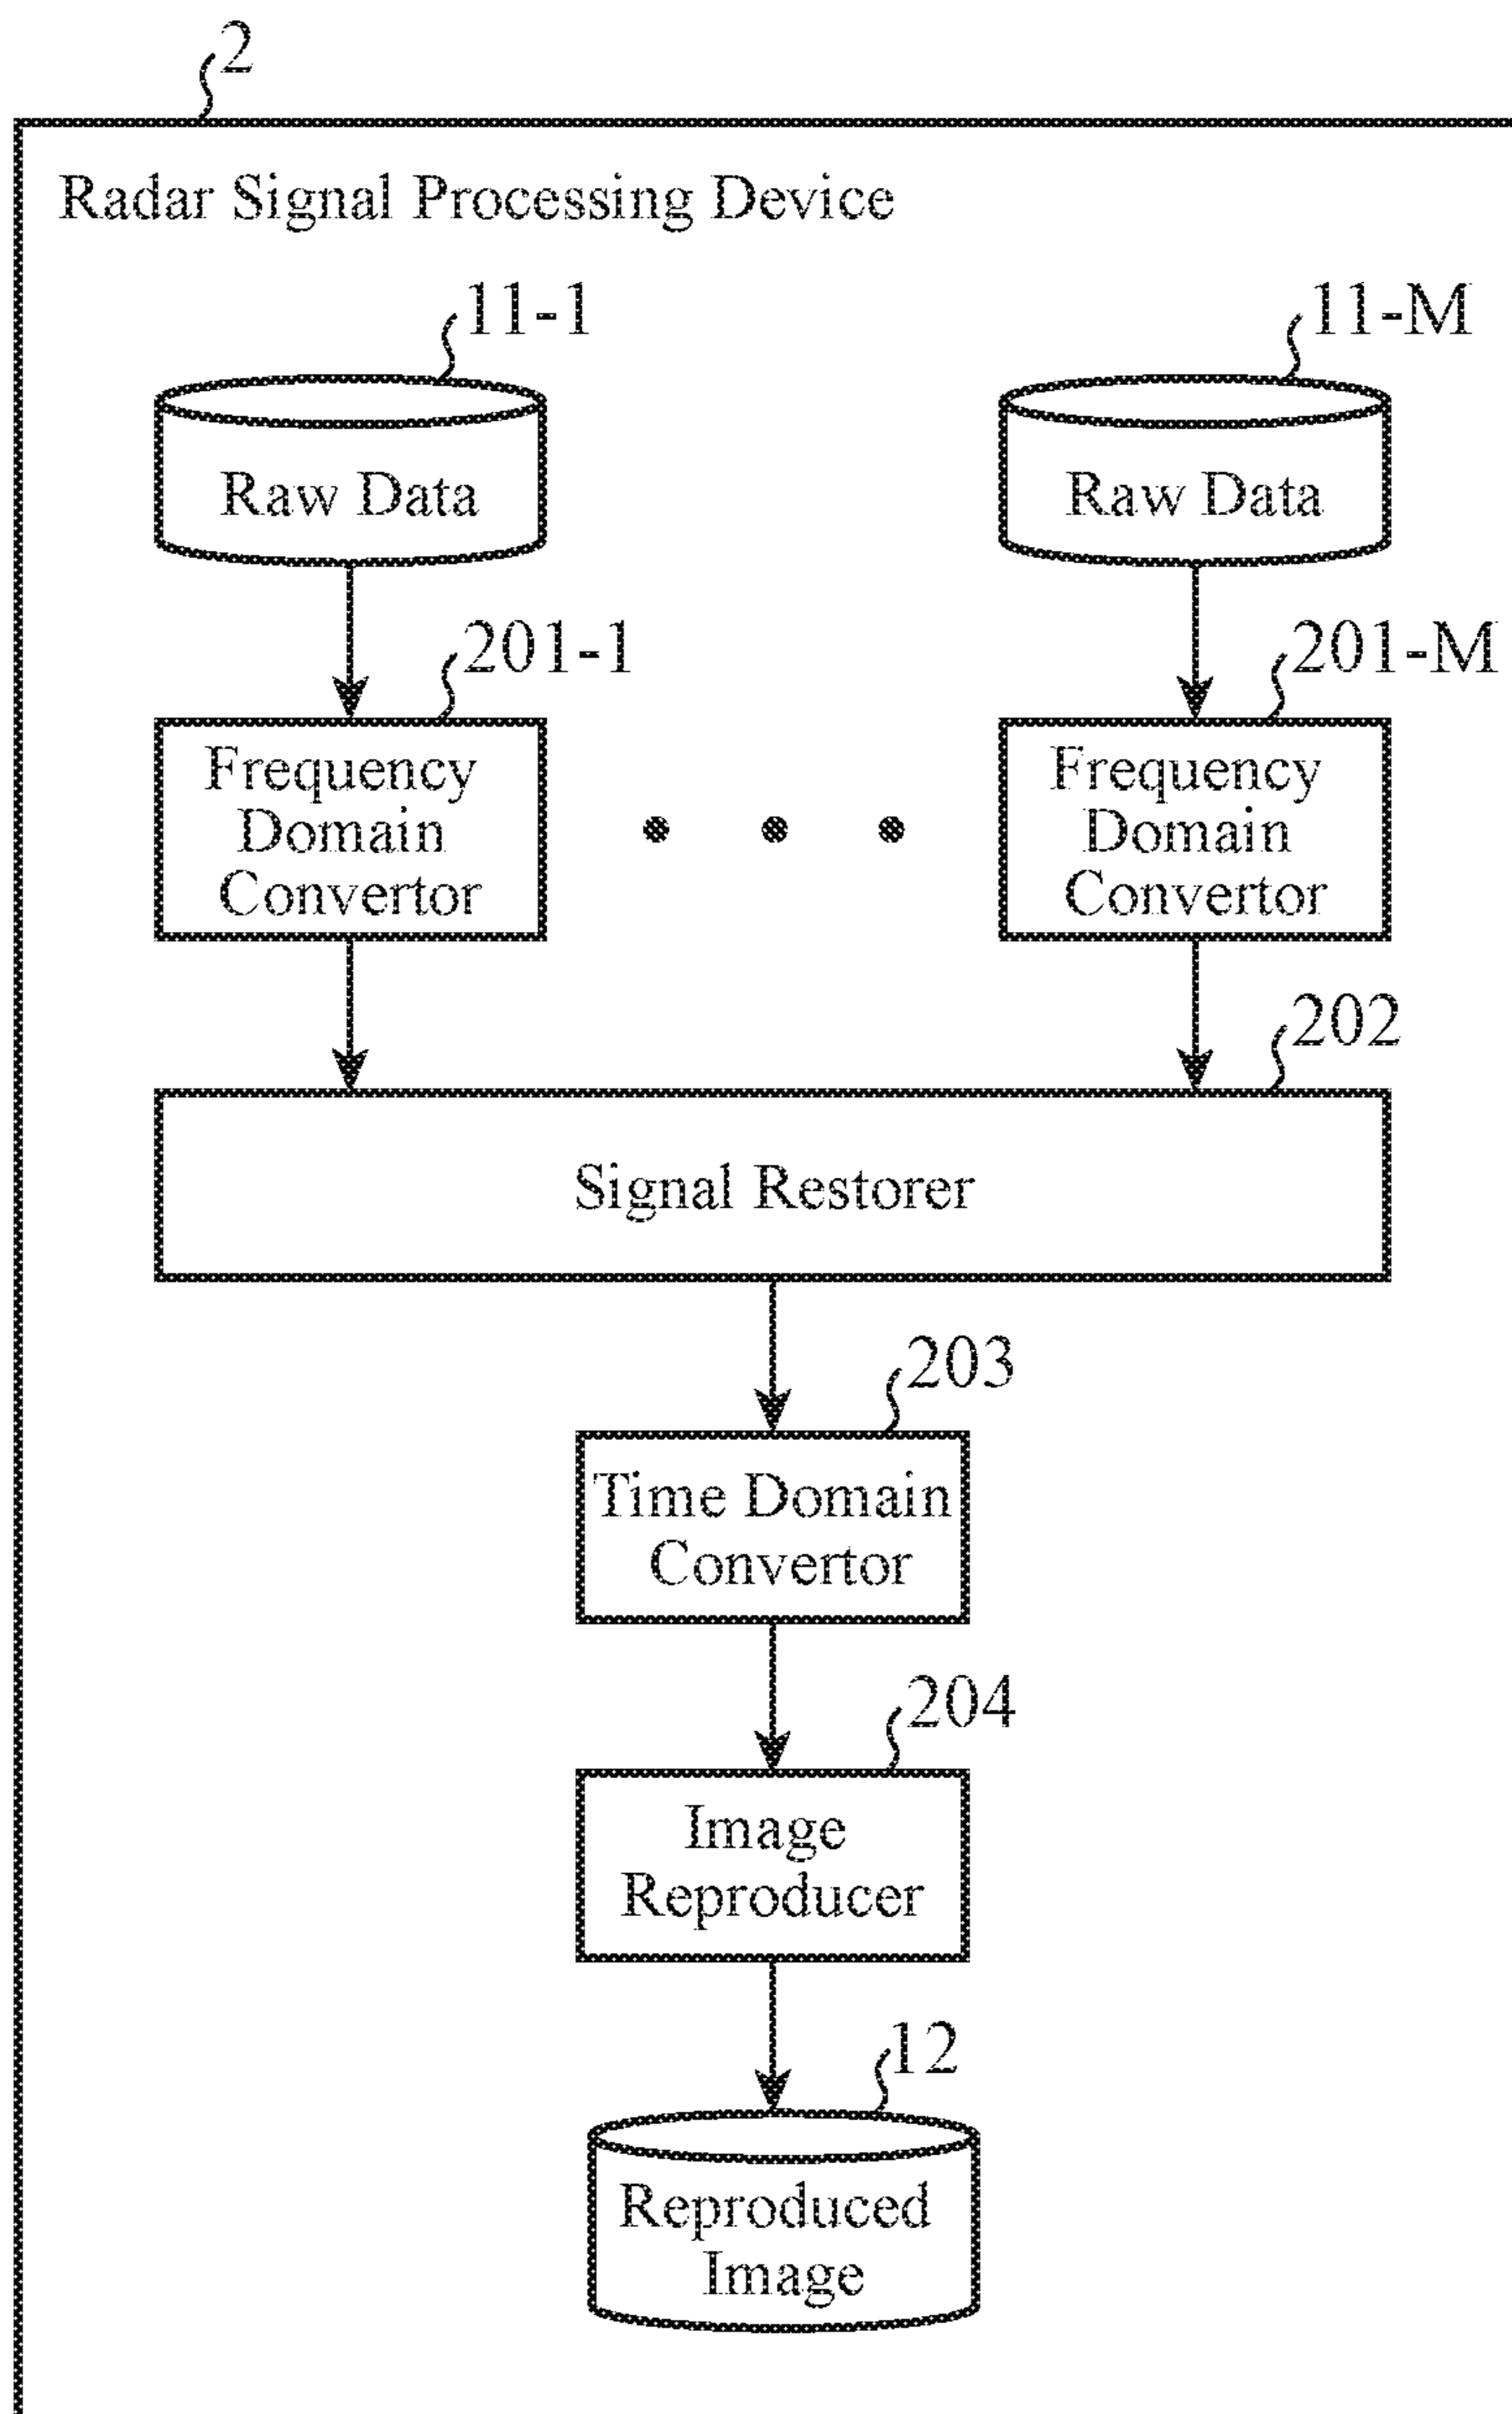 2
Radar Signal Processing Device
11-1
11-M
Raw Data
Raw Data
201-1
201-M
Frequency
Domain
Convertor
Frequency
Domain
Convertor
202
Signal Restorer
203
Time Domain
Convertor
204
Image
Reproducer
12
Reproduced
Image